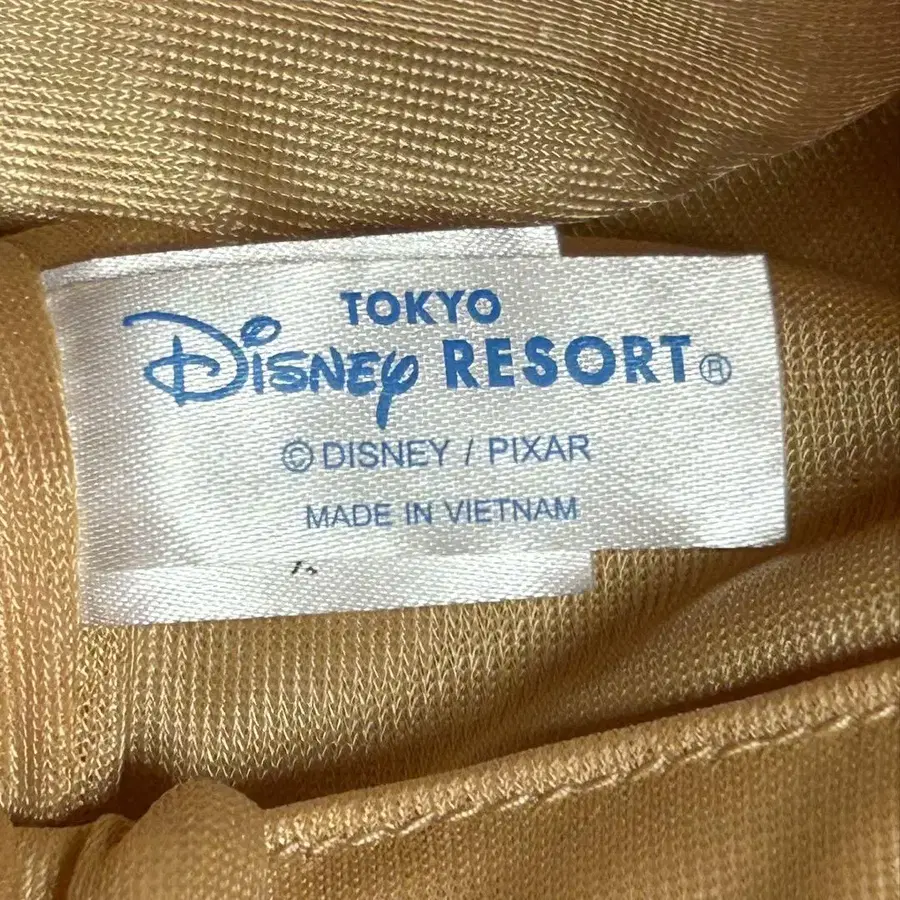 TOKYO
Disney RESORT®
© DISNEY / PIXAR
MADE IN VIETNAM